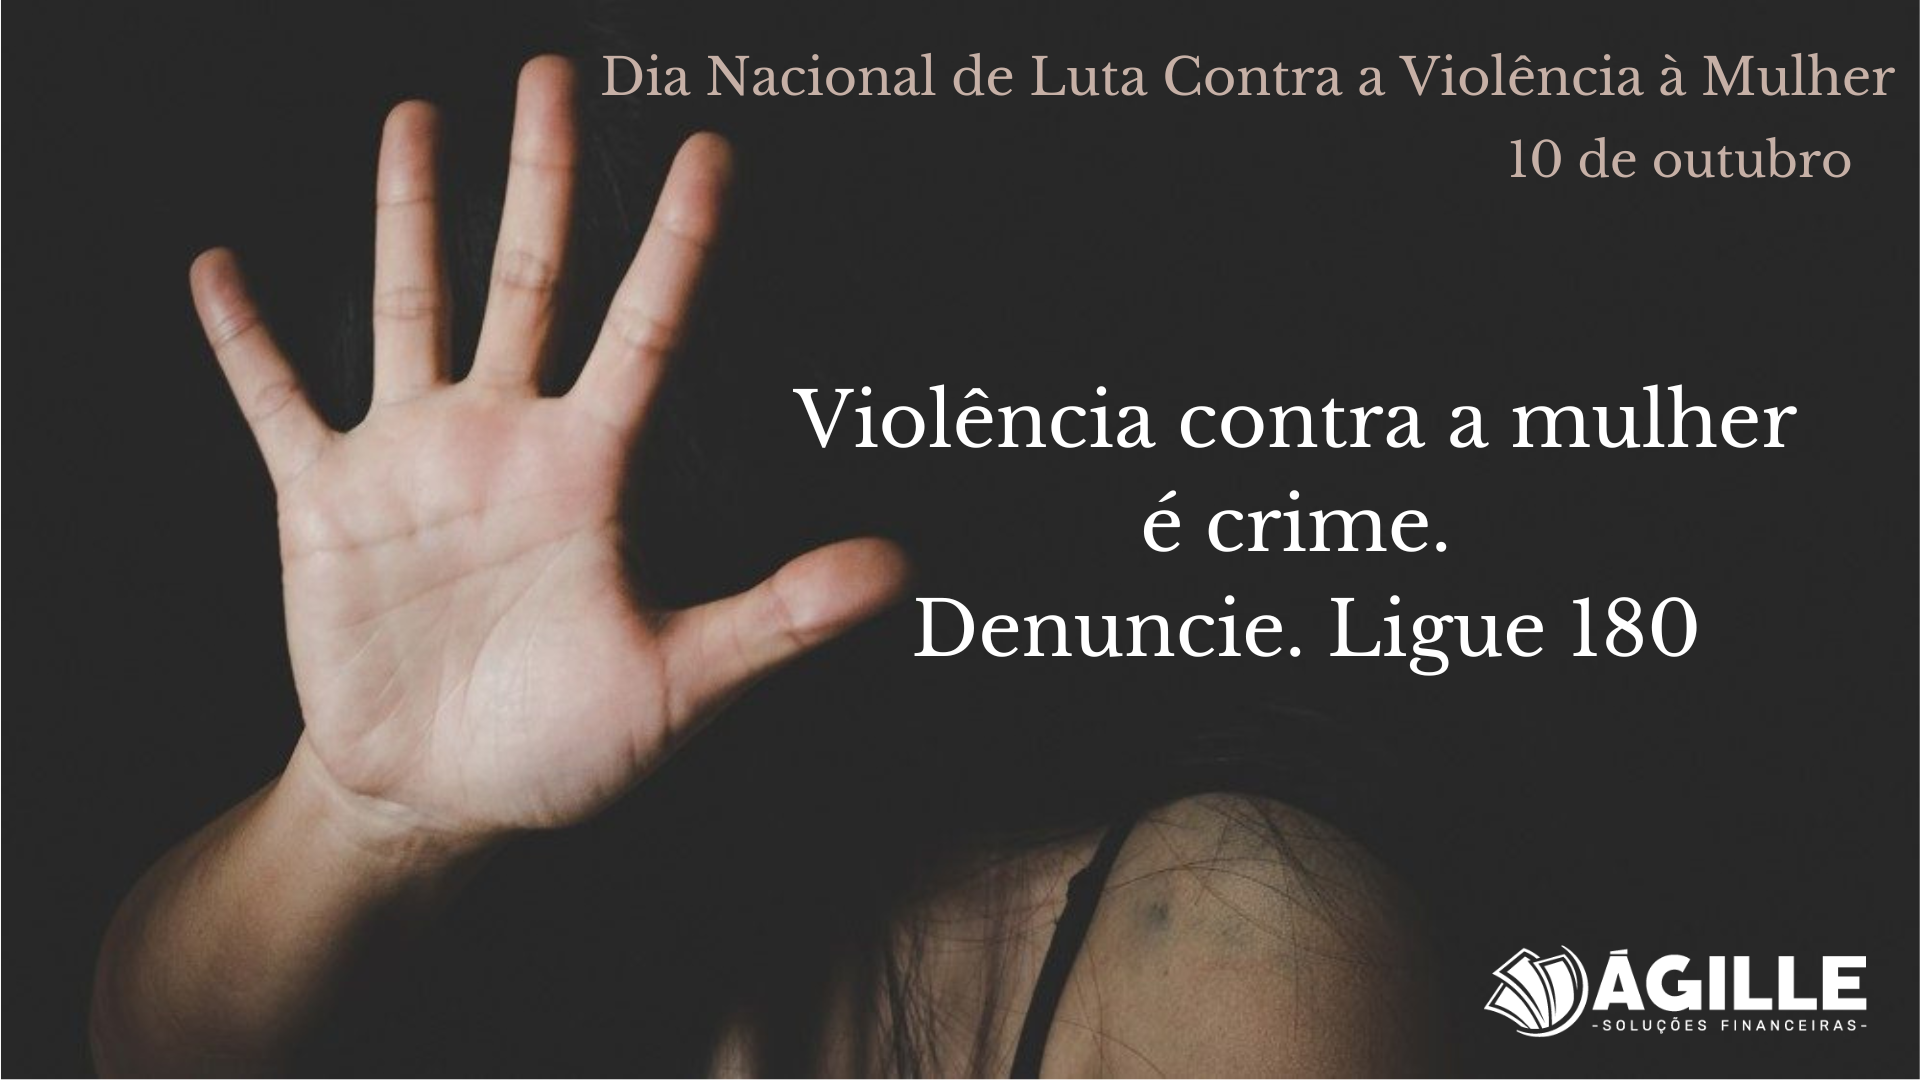 Dia Nacional de Luta Contra a Violência à Mulher
10 de outubro
Violência contra a mulher
é crime.
Denuncie. Ligue 180
ÁGILLE
-SOLUÇÕES FINANCEIRAS-